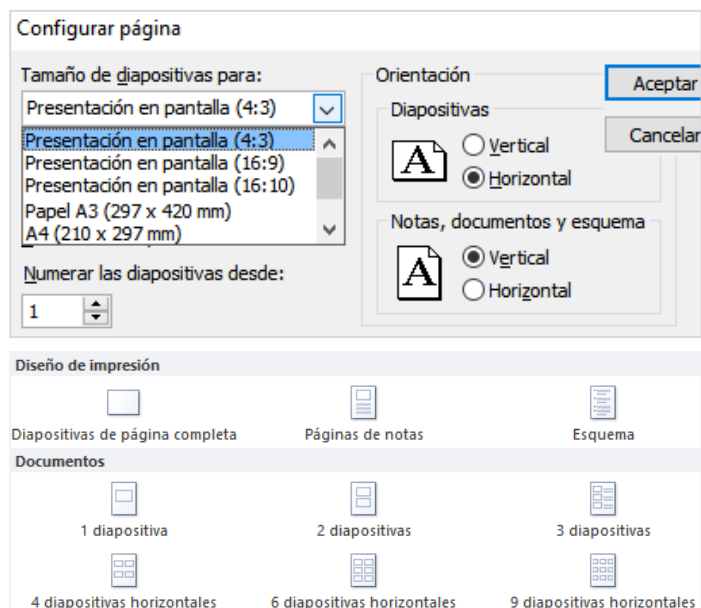 Configurar página
Tamaño de diapositivas para:
Presentación en pantalla (4:3)
Presentación en pantalla (4:3)
Presentación en pantalla (16:9)
Presentación en pantalla (16:10)
Papel A3 (297 x 420 mm)
A4 (210 x 297 mm)
Numerar las diapositivas desde:
1
Orientación
Diapositivas
A
Vertical
Horizontal
Notas, documentos y esquema
A
Vertical
Horizontal
Aceptar
Cancelar
Diseño de impresión
Diapositivas de página completa Páginas de notas Esquema
Documentos
1 diapositiva 2 diapositivas 3 diapositivas
4 diapositivas horizontales 6 diapositivas horizontales 9 diapositivas horizontales